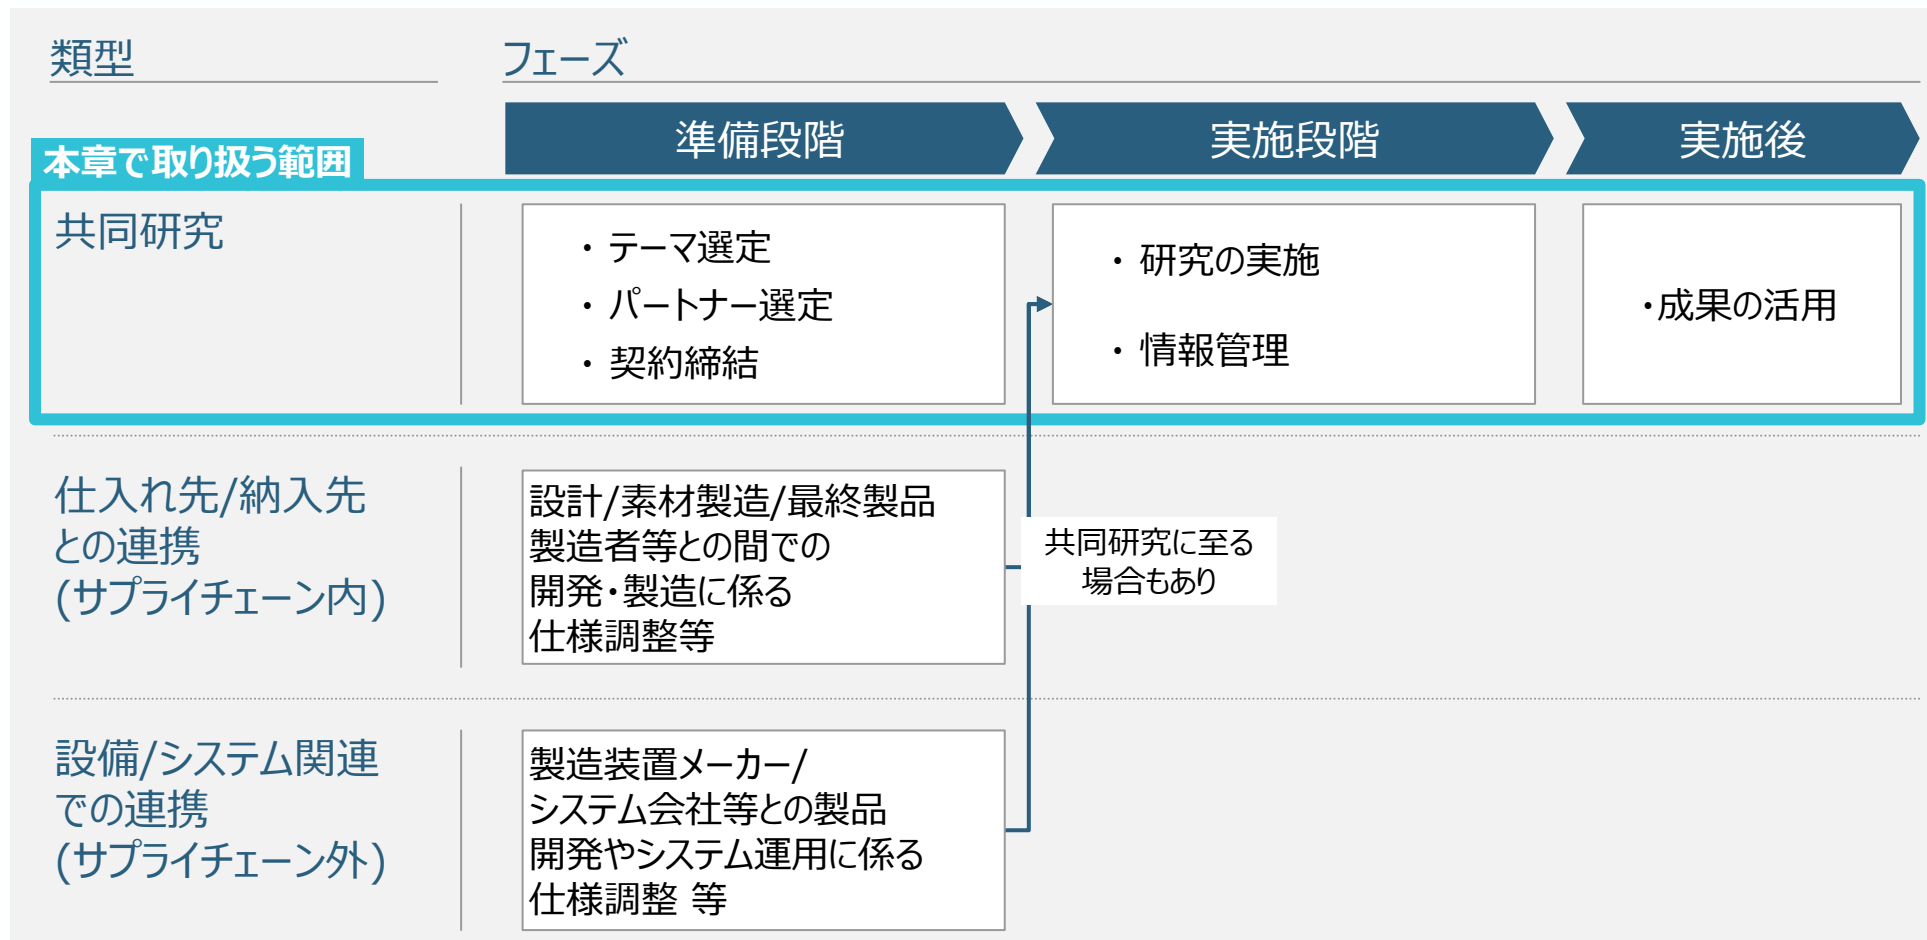 類型
フェーズ
準備段階
実施段階
実施後
本章で取り扱う範囲
共同研究
・ テーマ選定
・ パートナー選定
・ 契約締結
・ 研究の実施
・ 情報管理
・成果の活用
仕入れ先/納入先
との連携
(サプライチェーン内)
設計/素材製造/最終製品
製造者等との間での
開発・製造に係る
仕様調整等
共同研究に至る
場合もあり
設備/システム関連
での連携
(サプライチェーン外)
製造装置メーカー/
システム会社等との製品
開発やシステム運用に係る
仕様調整 等